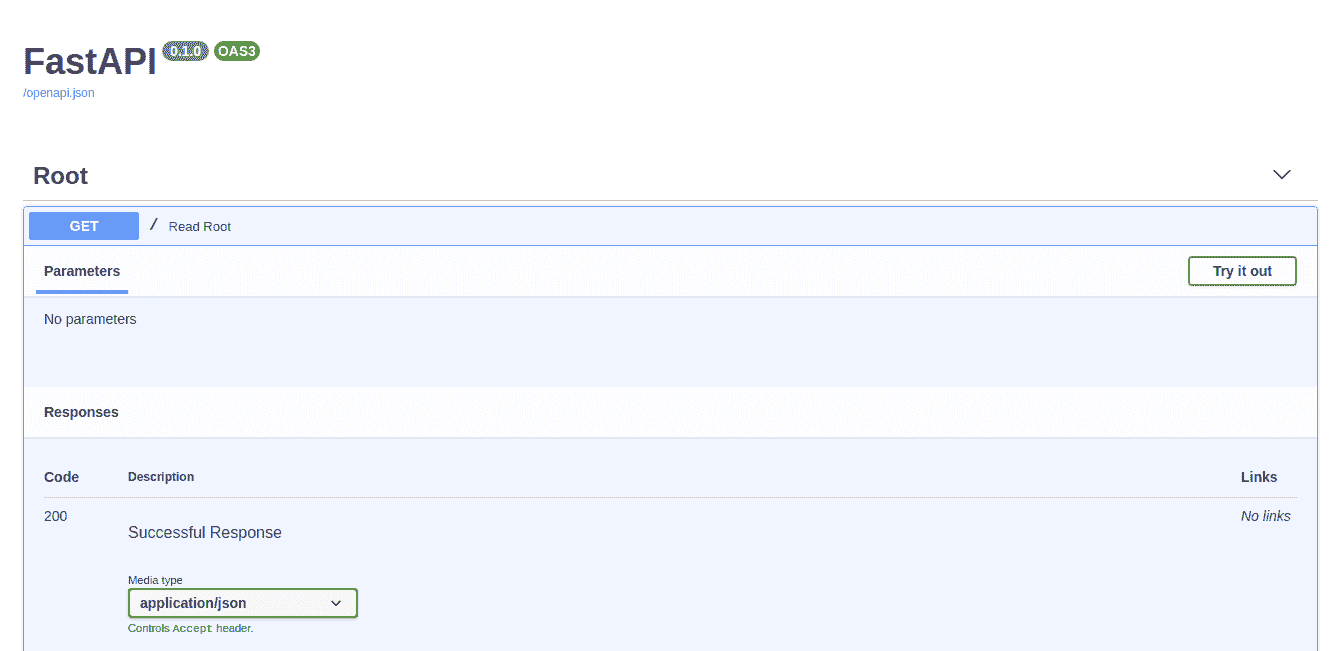 FastAPI 0.1.0 OAS3
/openapi.json
Root
GET / Read Root
Parameters Try it out
No parameters
Responses
Code Description Links
200 Successful Response No links
Media type
application/json
Controls Accept header.